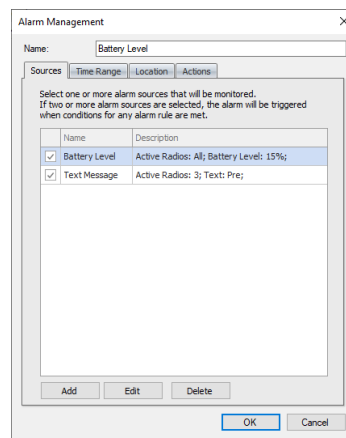 Alarm Management
Name: Battery Level
Sources Time Range Location Actions
Select one or more alarm sources that will be monitored.
If two or more alarm sources are selected, the alarm will be triggered
when conditions for any alarm rule are met.
Name Description
Battery Level Active Radios: All; Battery Level: 15%;
Text Message Active Radios: 3; Text: Pre;
Add Edit Delete
OK Cancel